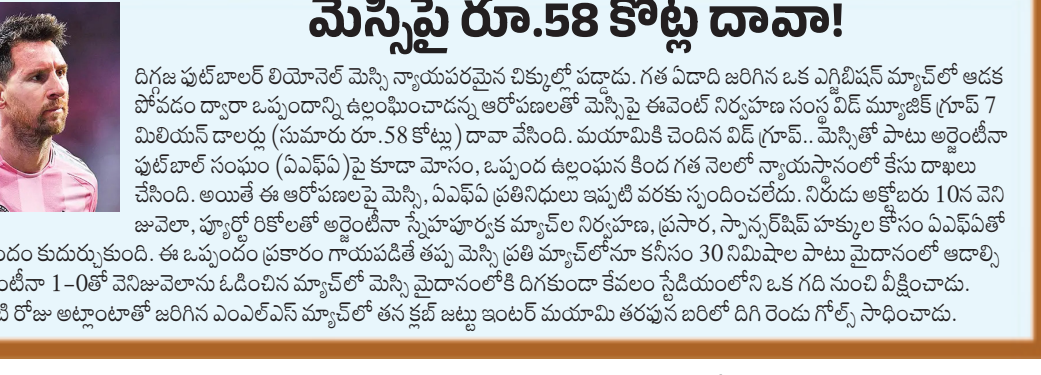 మెస్సిపై రూ.58 కోట్ల దావా!
దిగ్గజ ఫుట్‌బాలర్ లియోనెల్ మెస్సి న్యాయపరమైన చిక్కుల్లో పడ్డాడు. గత ఏడాది జరిగిన ఒక ఎగ్జిబిషన్ మ్యాచ్‌లో ఆడక
పోవడం ద్వారా ఒప్పందాన్ని ఉల్లంఘించాడన్న ఆరోపణలతో మెస్సిపై ఈవెంట్ నిర్వహణ సంస్థ విడ్ మ్యూజిక్ గ్రూప్ 7
మిలియన్ డాలర్లు (సుమారు రూ.58 కోట్లు) దావా వేసింది. మయామికి చెందిన విడ్ గ్రూప్.. మెస్సితో పాటు అర్జెంటీనా
ఫుట్‌బాల్ సంఘం (ఏఎఫ్ఏ)పై కూడా మోసం, ఒప్పంద ఉల్లంఘన కింద గత నెలలో న్యాయస్థానంలో కేసు దాఖలు
చేసింది. అయితే ఈ ఆరోపణలపై మెస్సి, ఏఎఫ్ఏ ప్రతినిధులు ఇప్పటి వరకు స్పందించలేదు. నిరుడు అక్టోబరు 10న వెని
జువెలా, ప్యూర్టో రికోలతో అర్జెంటీనా స్నేహపూర్వక మ్యాచ్‌ల నిర్వహణ, ప్రసార, స్పాన్సర్‌షిప్ హక్కుల కోసం ఏఎఫ్ఏతో
దం కుదుర్చుకుంది. ఈ ఒప్పందం ప్రకారం గాయపడితే తప్ప మెస్సి ప్రతి మ్యాచ్‌లోనూ కనీసం 30 నిమిషాల పాటు మైదానంలో ఆడాల్సి
ంటీనా 1-0తో వెనిజువెలాను ఓడించిన మ్యాచ్‌లో మెస్సి మైదానంలోకి దిగకుండా కేవలం స్టేడియంలోని ఒక గది నుంచి వీక్షించాడు.
టి రోజు అట్లాంటాతో జరిగిన ఎంఎల్ఎస్ మ్యాచ్‌లో తన క్లబ్ జట్టు ఇంటర్ మయామి తరఫున బరిలో దిగి రెండు గోల్స్ సాధించాడు.